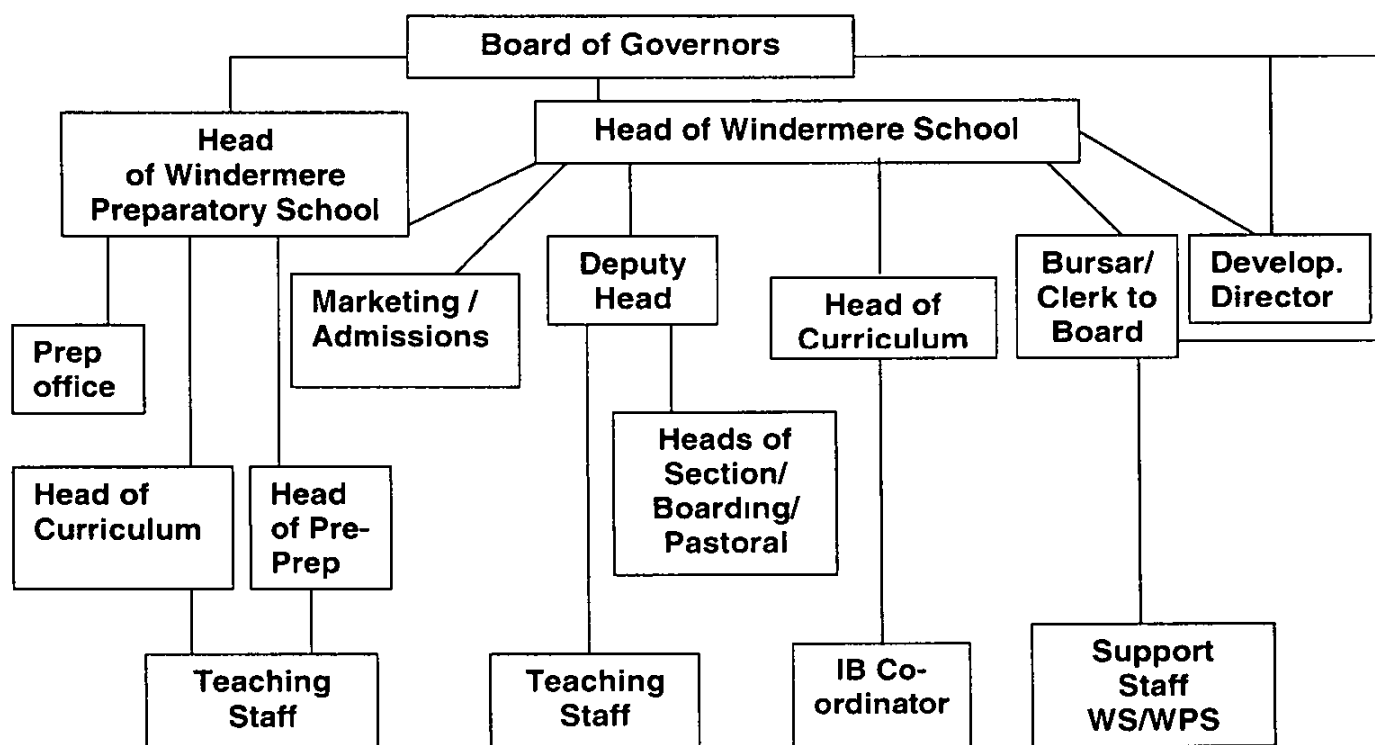 Board of Governors
Head
of Windermere
Preparatory School
Head of Windermere School
Marketing /
Admissions
Deputy
Head
Head of
Curriculum
Bursar/
Clerk to
Board
Develop.
Director
Prep
office
Head of
Curriculum
Head
of Pre-
Prep
Heads of
Section/
Boarding/
Pastoral
Teaching
Staff
Teaching
Staff
IB Co-
ordinator
Support
Staff
WS/WPS